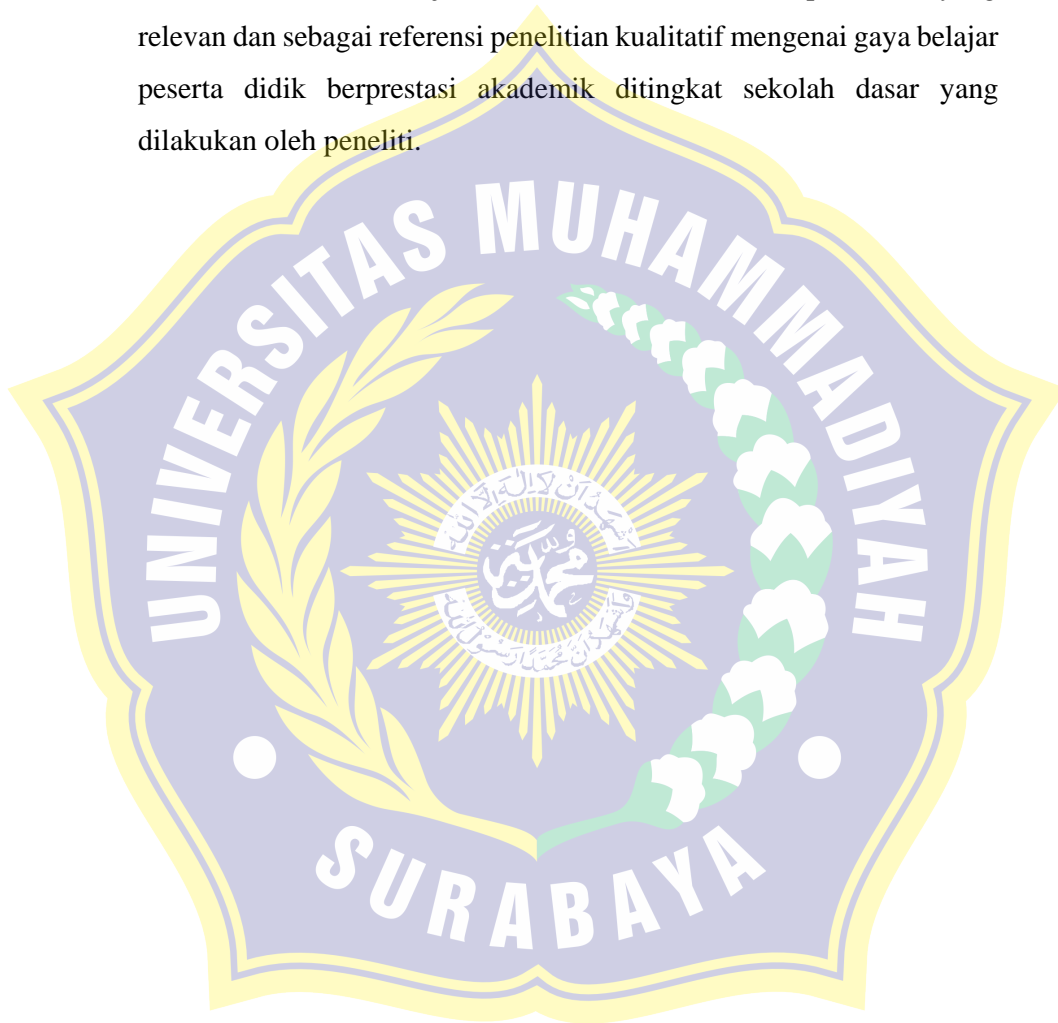 relevan dan sebagai referensi penelitian kualitatif mengenai gaya belajar
peserta didik berprestasi akademik ditingkat sekolah dasar yang
dilakukan oleh peneliti.
UNIVERSITAS MUHAMMADIYAH
SURABAYA